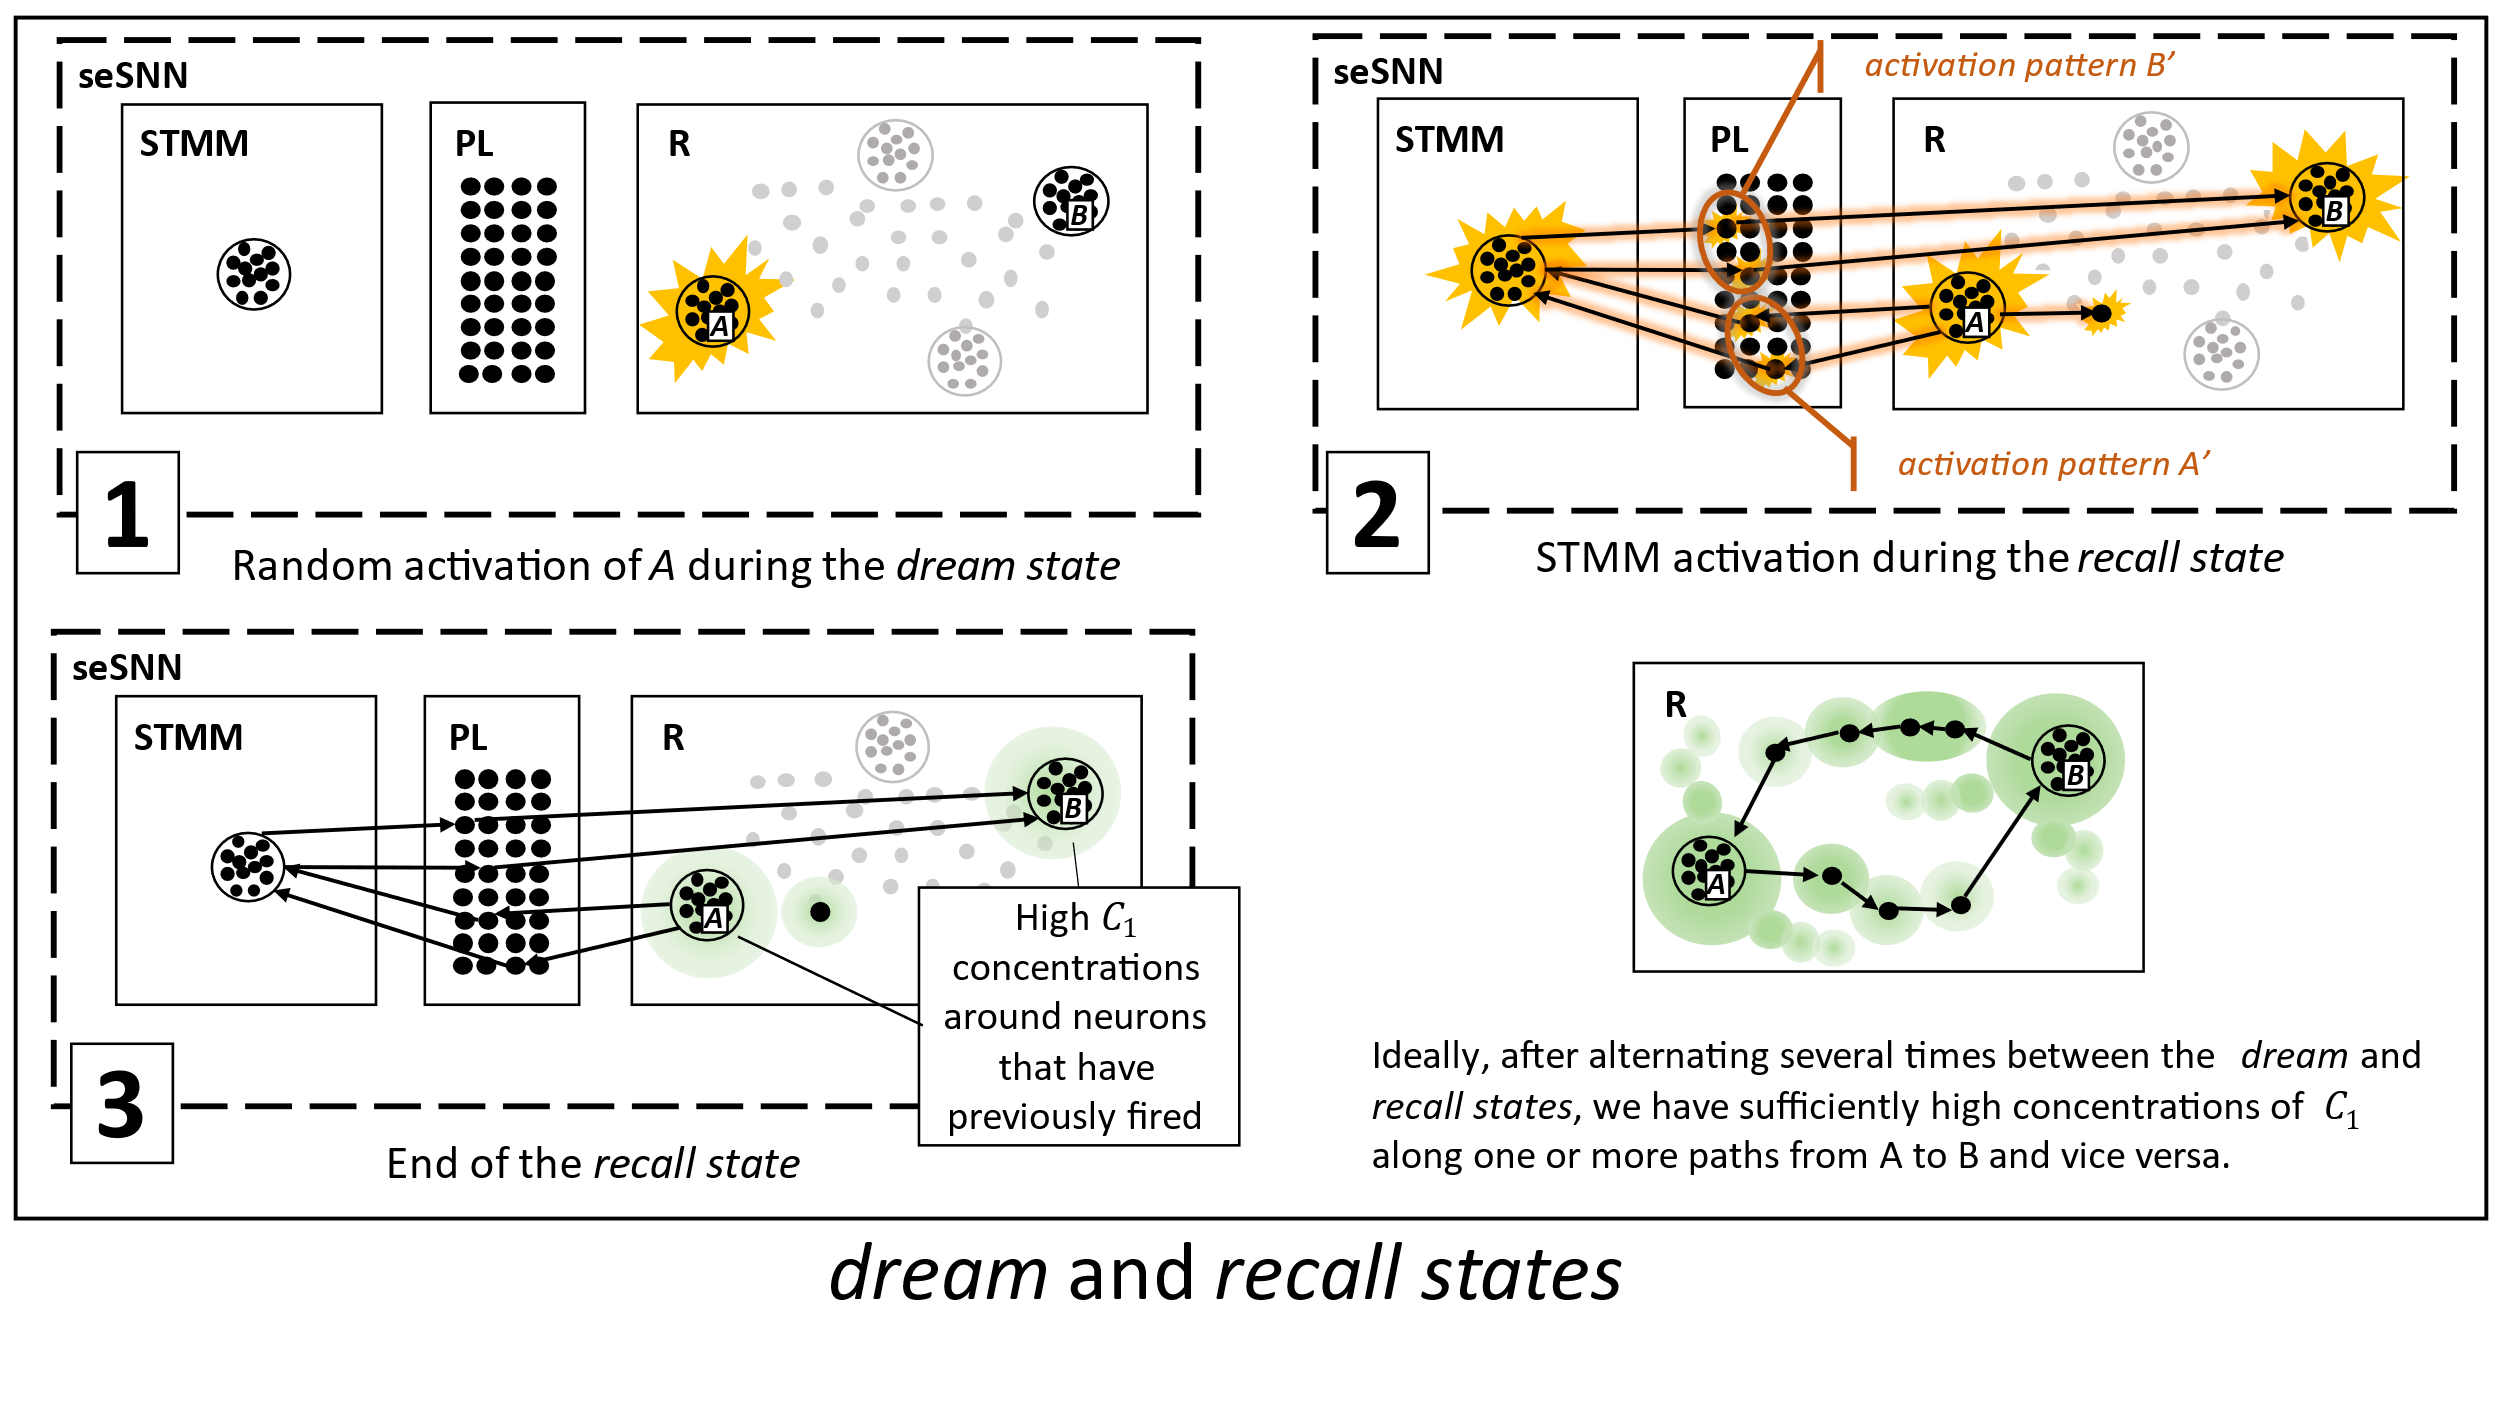 seSNN
STMM
PL
R
B
A
1
Random activation of A during the dream state
seSNN
activation pattern B’
STMM
PL
R
B
A
activation pattern A’
2
STMM activation during the recall state
seSNN
STMM
PL
R
B
A
High C₁
concentrations
around neurons
that have
previously fired
3
End of the recall state
R
B
A
Ideally, after alternating several times between the dream and
recall states, we have sufficiently high concentrations of C₁
along one or more paths from A to B and vice versa.
dream and recall states